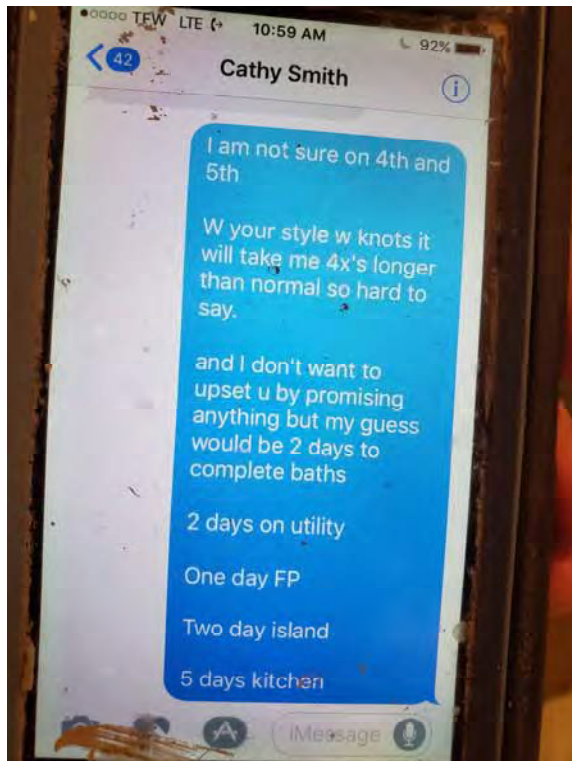 TFW LTE 10:59 AM 92%
42
Cathy Smith
I am not sure on 4th and
5th
W your style w knots it
will take me 4x's longer
than normal so hard to
say.
and I don't want to
upset u by promising
anything but my guess
would be 2 days to
complete baths
2 days on utility
One day FP
Two day island
5 days kitchen
iMessage